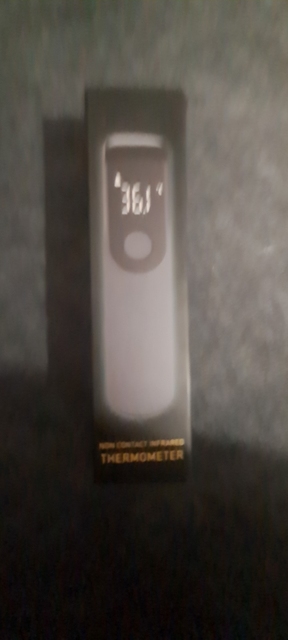 36.1
NON CONTACT INFRARED
THERMOMETER